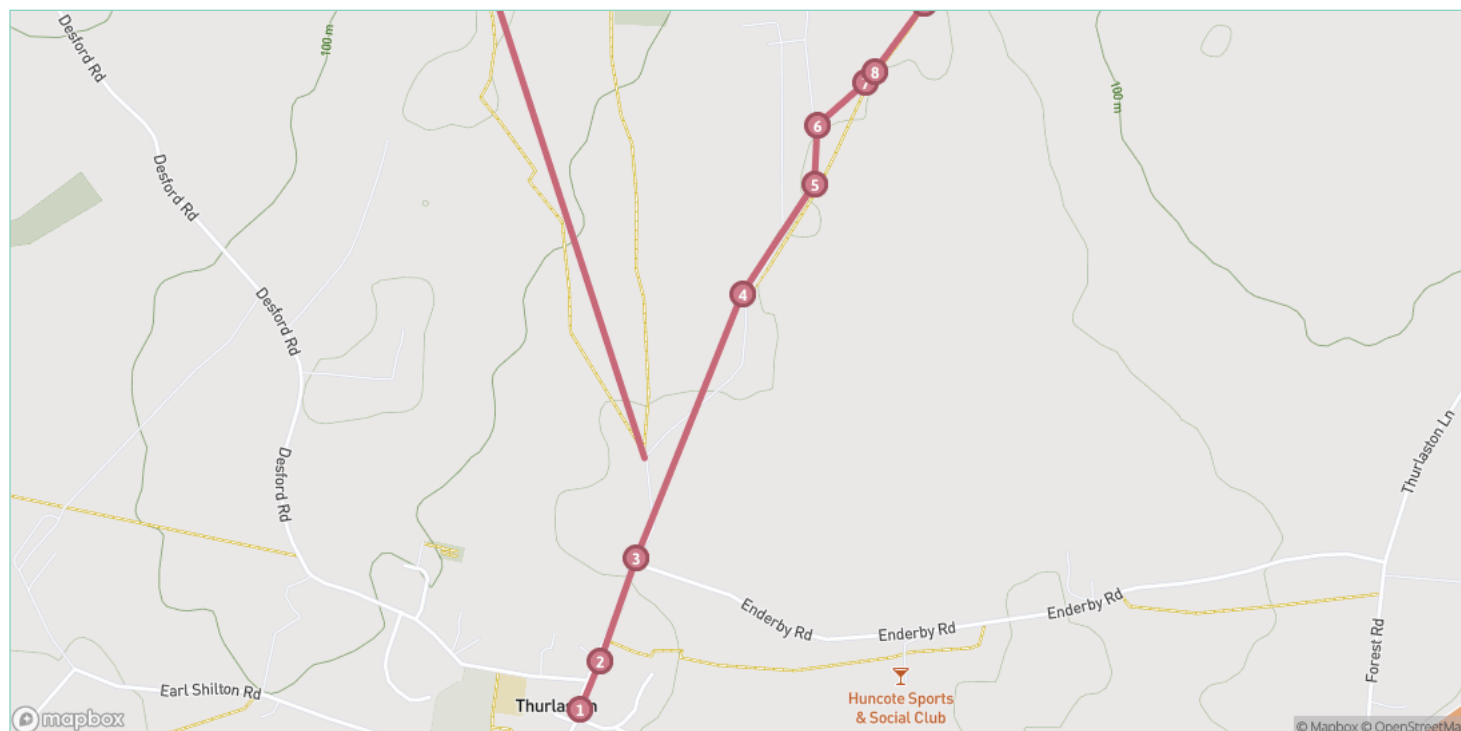 Desford Rd
100 m
8
7
6
100 m
Desford Rd
5
Desford Rd
4
Thurlaston Ln
Desford Rd
3
Enderby Rd
Enderby Rd
Enderby Rd
2
Forest Rd
Earl Shilton Rd
Huncote Sports
& Social Club
1
mapbox
© Mapbox © OpenStreetMa